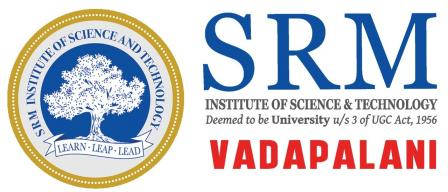 SRM INSTITUTE OF SCIENCE AND TECHNOLOGY
LEARN · LEAP · LEAD
SRM
INSTITUTE OF SCIENCE & TECHNOLOGY
Deemed to be University u/s 3 of UGC Act, 1956
VADAPALANI